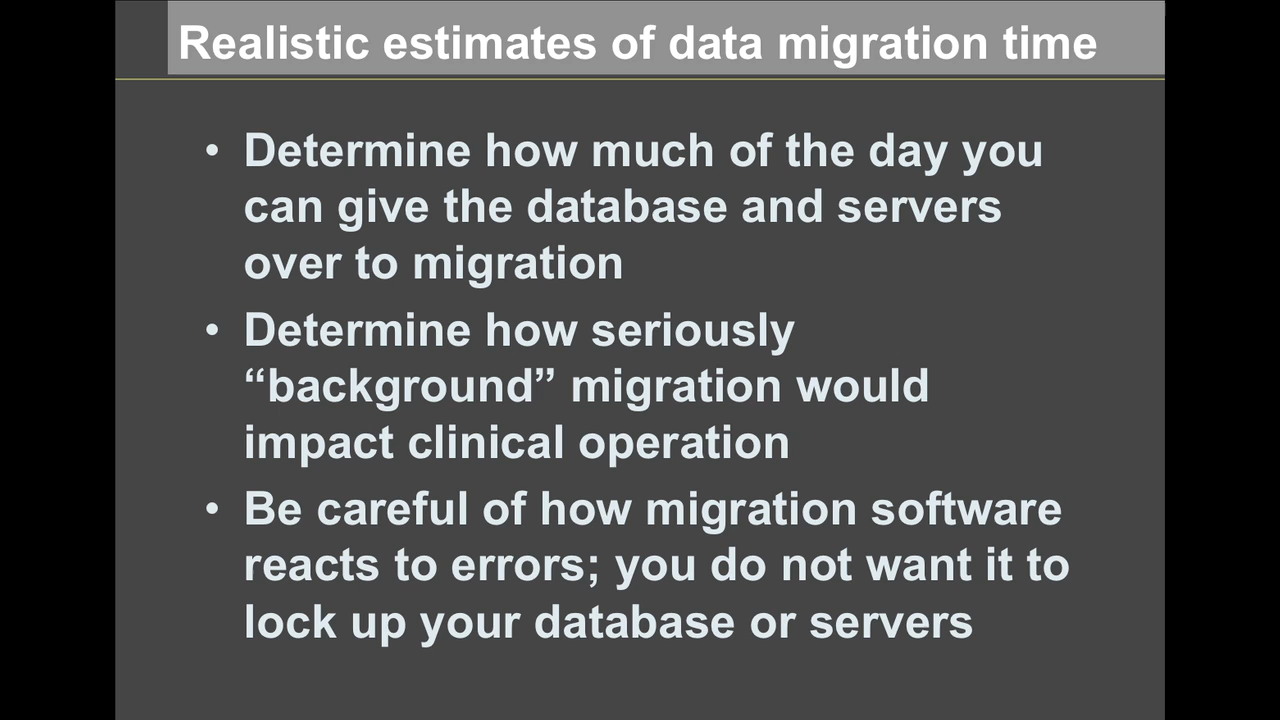 Realistic estimates of data migration time
• Determine how much of the day you
can give the database and servers
over to migration
• Determine how seriously
“background” migration would
impact clinical operation
• Be careful of how migration software
reacts to errors; you do not want it to
lock up your database or servers